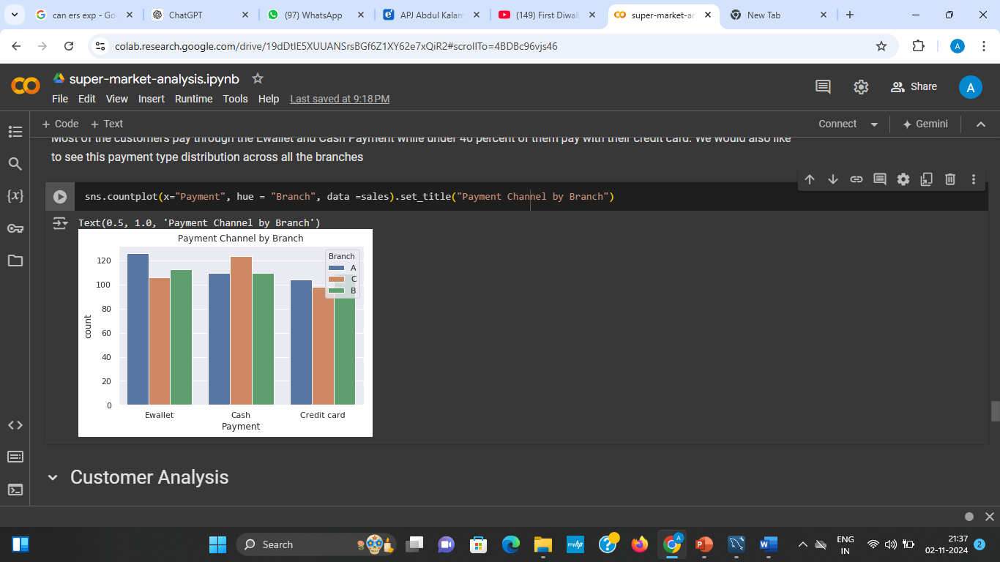 can ers exp - Go
ChatGPT
(97) WhatsApp
APJ Abdul Kalam
(149) First Diwali
super-market-an
New Tab
colab.research.google.com/drive/19dDtlE5XUUANSrsBGf6Z1XY62e7xQiR2#scrollTo=4BDBc96vjs46
A
super-market-analysis.ipynb
Share
A
File Edit View Insert Runtime Tools Help Last saved at 9:18 PM
+ Code + Text
Connect
Gemini
Most of the customers pay through the Ewallet and Cash Payment while under 40 percent of them pay with their credit card. We would also like
to see this payment type distribution across all the branches
{x}
sns.countplot(x="Payment", hue = "Branch", data =sales).set_title("Payment Channel by Branch")
Text(0.5, 1.0, 'Payment Channel by Branch')
Payment Channel by Branch
Branch
A
C
B
120
100
80
60
40
20
0
count
Ewallet Cash Credit card
Payment
Customer Analysis
Search
myhp
A
ENG
IN
21:37
02-11-2024
2